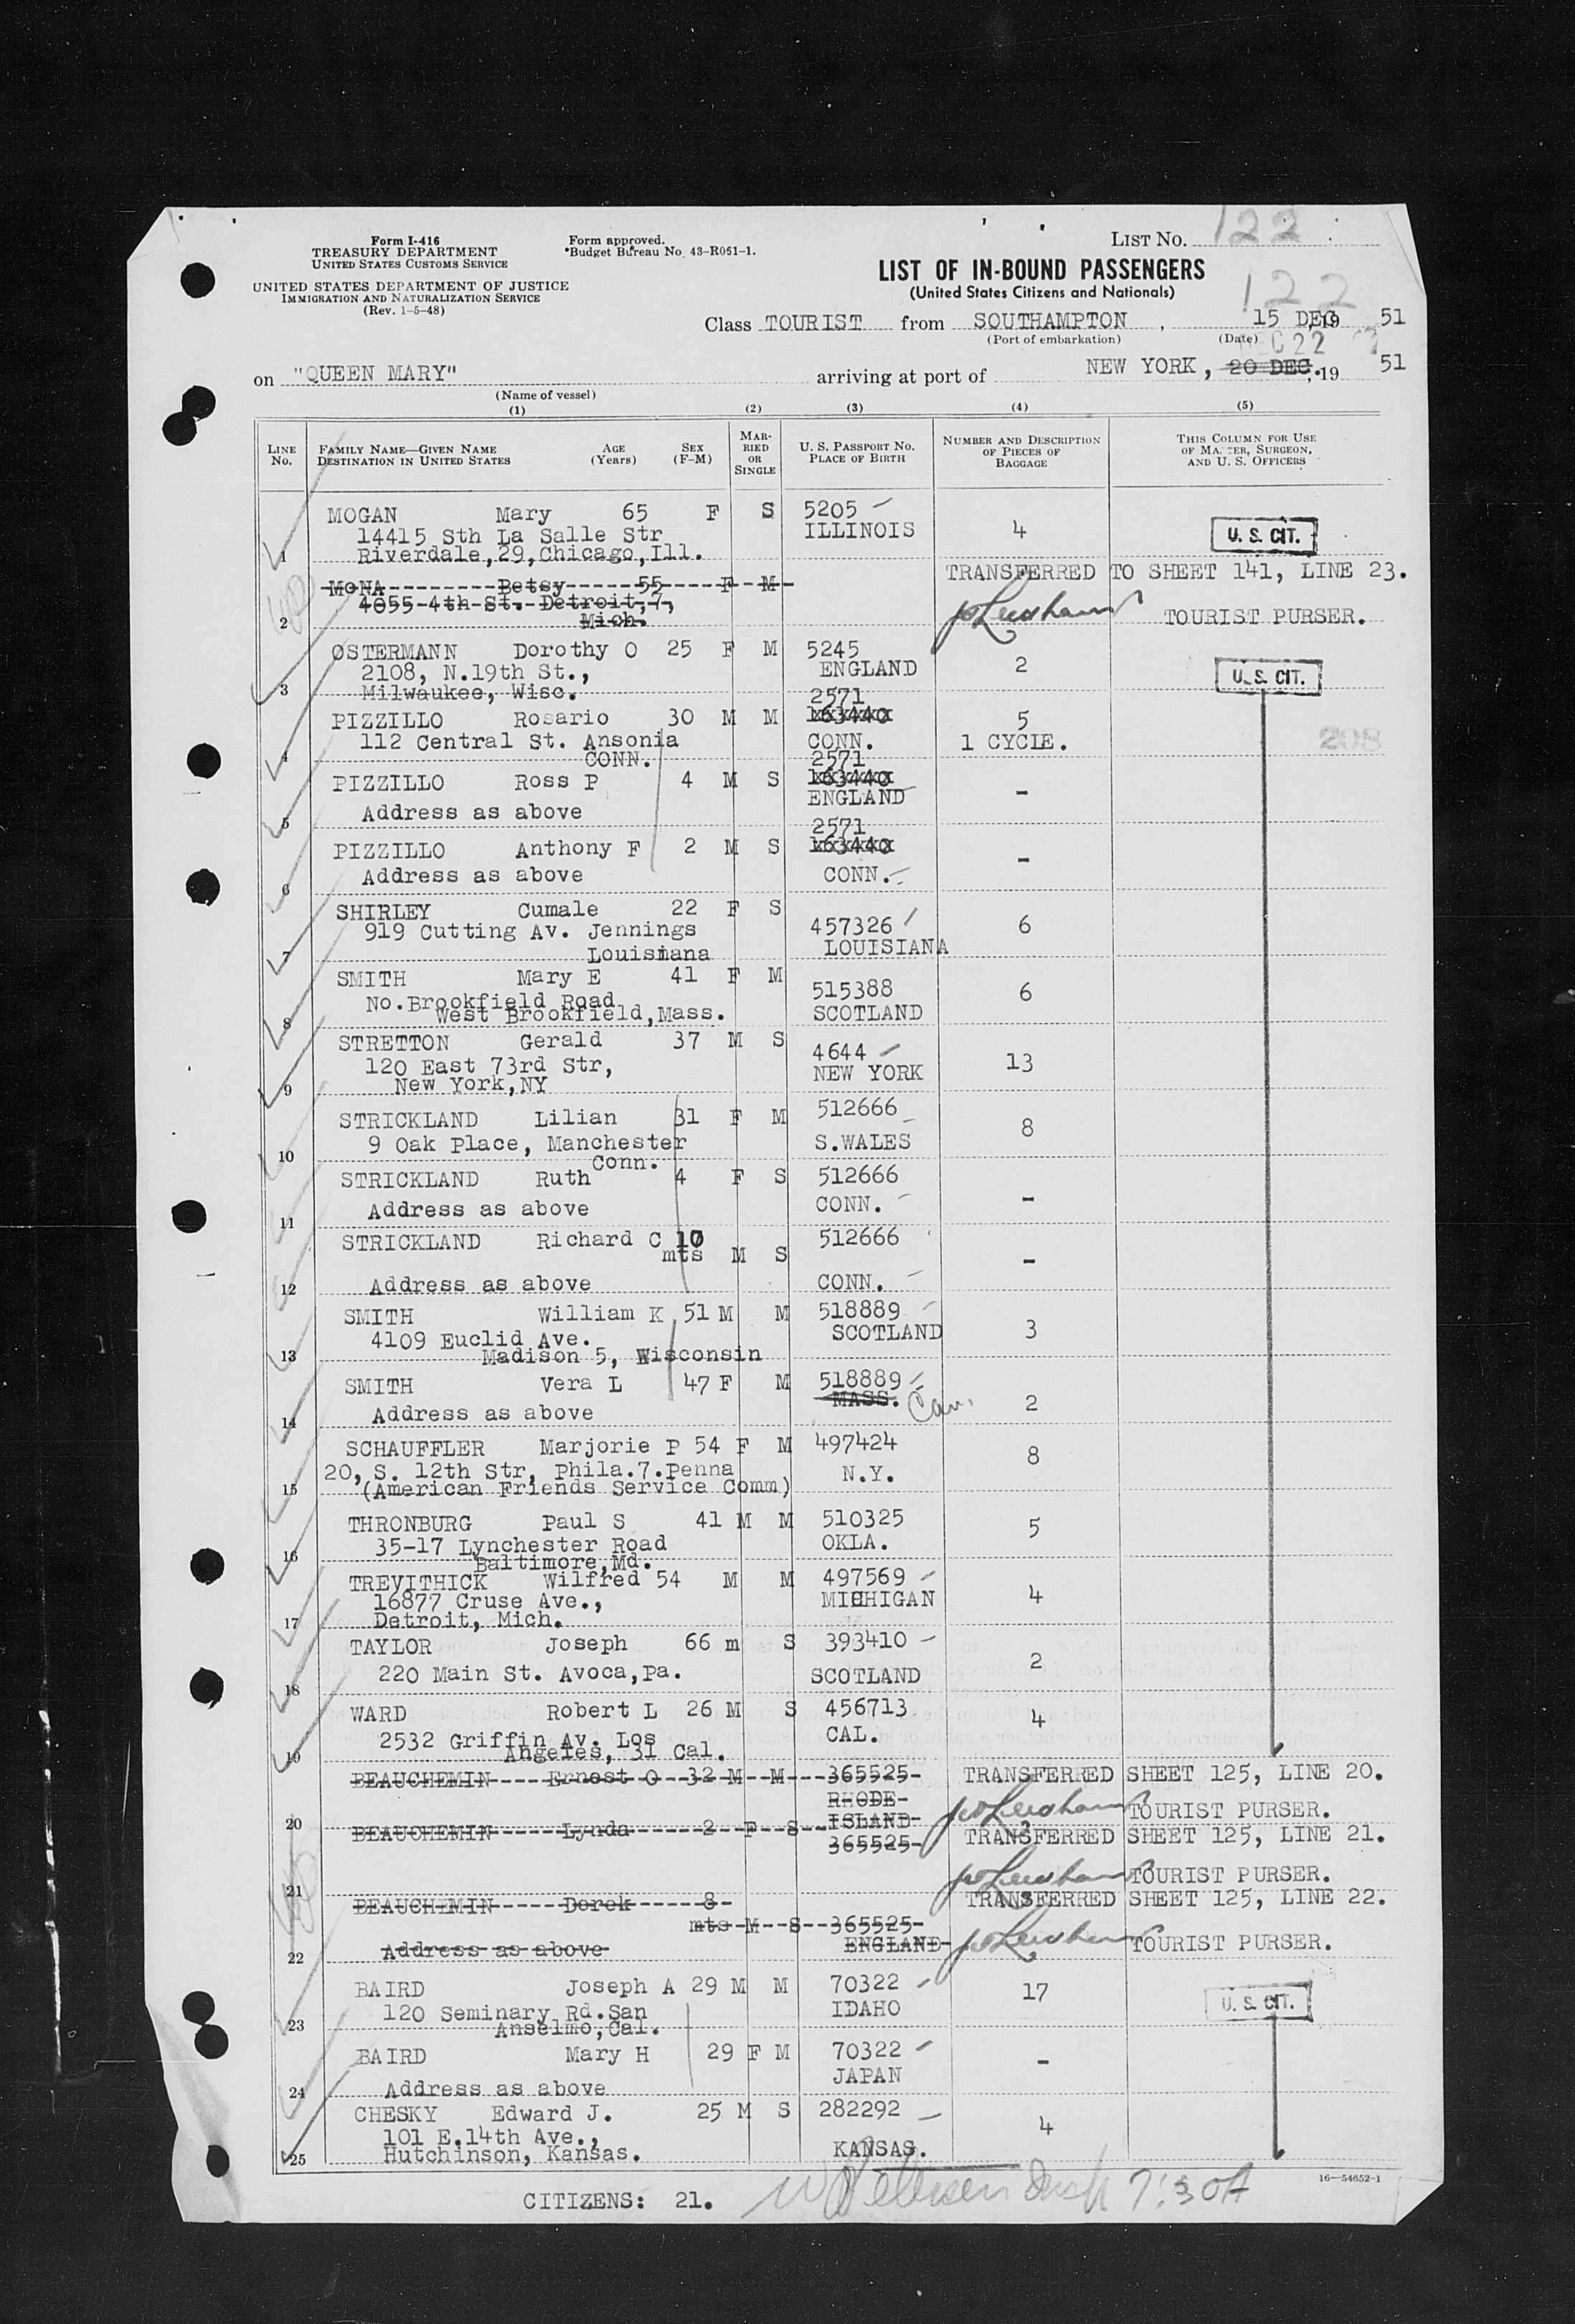 Form I-416
TREASURY DEPARTMENT
UNITED STATES CUSTOMS SERVICE
UNITED STATES DEPARTMENT OF JUSTICE
IMMIGRATION AND NATURALIZATION SERVICE
(Rev. 1-5-48)
Form approved.
Budget Bureau No. 43-R061-1.
LIST NO. 122
LIST OF IN-BOUND PASSENGERS
(United States Citizens and Nationals)
122
Class TOURIST from SOUTHAMPTON, 15 DEC, 19 51
(Port of embarkation) (Date)
DEC 22
on "QUEEN MARY" arriving at port of NEW YORK, 20 DEC., 19 51
(Name of vessel)
(1) (2) (3) (4) (5)
LINE NO. FAMILY NAME—GIVEN NAME DESTINATION IN UNITED STATES AGE (Years) SEX (F-M) MARRIED OR SINGLE U. S. PASSPORT NO. PLACE OF BIRTH NUMBER AND DESCRIPTION OF PIECES OF BAGGAGE THIS COLUMN FOR USE OF MASTER, SURGEON, AND U. S. OFFICERS
MOGAN Mary 65 F S 5205
14415 Sth La Salle Str ILLINOIS 4 U. S. CIT.
1 Riverdale,29,Chicago,Ill.
MONA Betsy 55 F M TRANSFERRED TO SHEET 141, LINE 23.
4055-4th-St. Detroit,7,
2 Mich. TOURIST PURSER.
OSTERMANN Dorothy O 25 F M 5245
2108, N.19th St., ENGLAND 2 U. S. CIT.
3 Milwaukee, Wisc.
2571
PIZZILLO Rosario 30 M M 163440 5
112 Central St. Ansonia CONN. 1 CYCLE. 208
4 CONN. 2571
PIZZILLO Ross P 4 M S 163440
ENGLAND -
5 Address as above
2571
PIZZILLO Anthony F 2 M S 163440 -
6 Address as above CONN.
SHIRLEY Cumale 22 F S
919 Cutting Av. Jennings 457326 6
7 Louisiana LOUISIANA
SMITH Mary E 41 F M
No.Brookfield Road 515388 6
8 West Brookfield,Mass. SCOTLAND
STRETTON Gerald 37 M S 4644
120 East 73rd Str, NEW YORK 13
9 New York,NY
STRICKLAND Lilian 31 F M 512666
9 Oak Place, Manchester S.WALES 8
10 Conn.
STRICKLAND Ruth 4 F S 512666
11 Address as above CONN. -
STRICKLAND Richard C 10 512666
mts M S -
12 Address as above CONN.
SMITH William K 51 M M 518889
4109 Euclid Ave. SCOTLAND 3
13 Madison 5, Wisconsin
SMITH Vera L 47 F M 518889
MASS. Can.
14 Address as above 2
SCHAUFFLER Marjorie P 54 F M 497424
20, S. 12th Str, Phila.7.Penna N.Y. 8
15 (American Friends Service Comm)
THRONBURG Paul S 41 M M 510325
35-17 Lynchester Road OKLA. 5
16 Baltimore,Md.
TREVITHICK Wilfred 54 M M 497569
16877 Cruse Ave., MICHIGAN 4
17 Detroit, Mich.
TAYLOR Joseph 66 m S 393410
18 220 Main St. Avoca,Pa. SCOTLAND 2
WARD Robert L 26 M S 456713
2532 Griffin Av. Los CAL. 4
19 Angeles, 31 Cal.
BEAUCHEMIN Ernest O 32 M M 365525 TRANSFERRED SHEET 125, LINE 20.
RHODE
20 ISLAND TOURIST PURSER.
BEAUCHEMIN Lynda 2 F S 365525 TRANSFERRED SHEET 125, LINE 21.
21 TOURIST PURSER.
BEAUCHEMIN Derek 8 TRANSFERRED SHEET 125, LINE 22.
mts M S 365525
22 Address as above ENGLAND TOURIST PURSER.
BAIRD Joseph A 29 M M 70322 17
120 Seminary Rd.San IDAHO U. S. CIT.
23 Anselmo,Cal.
BAIRD Mary H 29 F M 70322
JAPAN -
24 Address as above
CHESKY Edward J. 25 M S 282292
101 E.14th Ave., 4
25 Hutchinson, Kansas. KANSAS.
16—54652-1
CITIZENS: 21. 7:30A